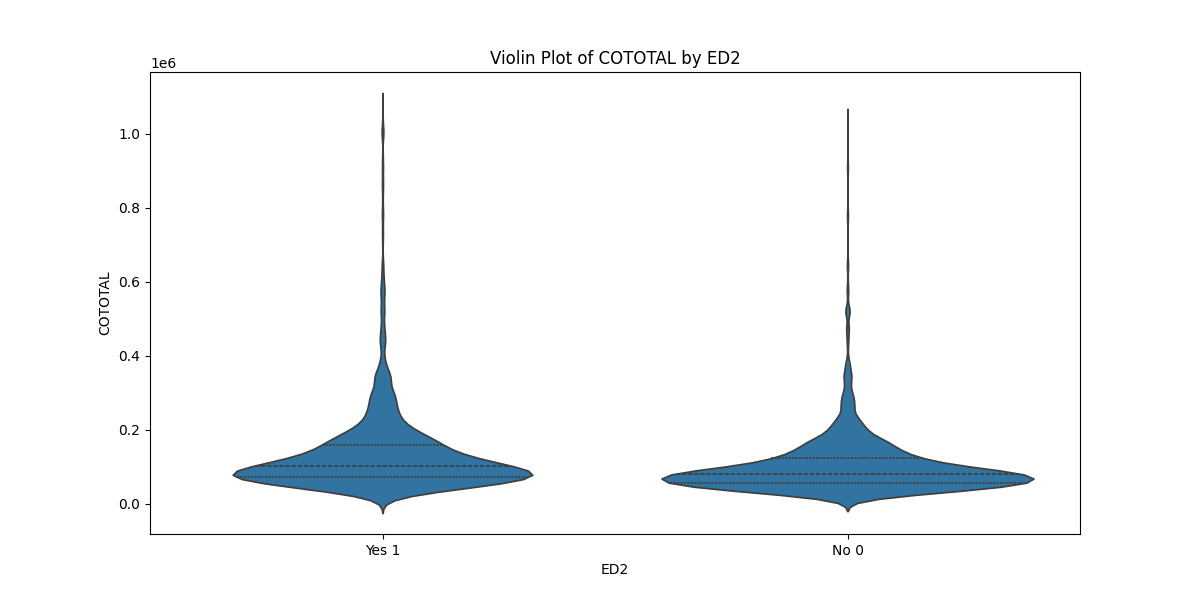 Violin Plot of COTOTAL by ED2
1e6
1.0
0.8
0.6
0.4
0.2
0.0
COTOTAL
Yes 1
No 0
ED2